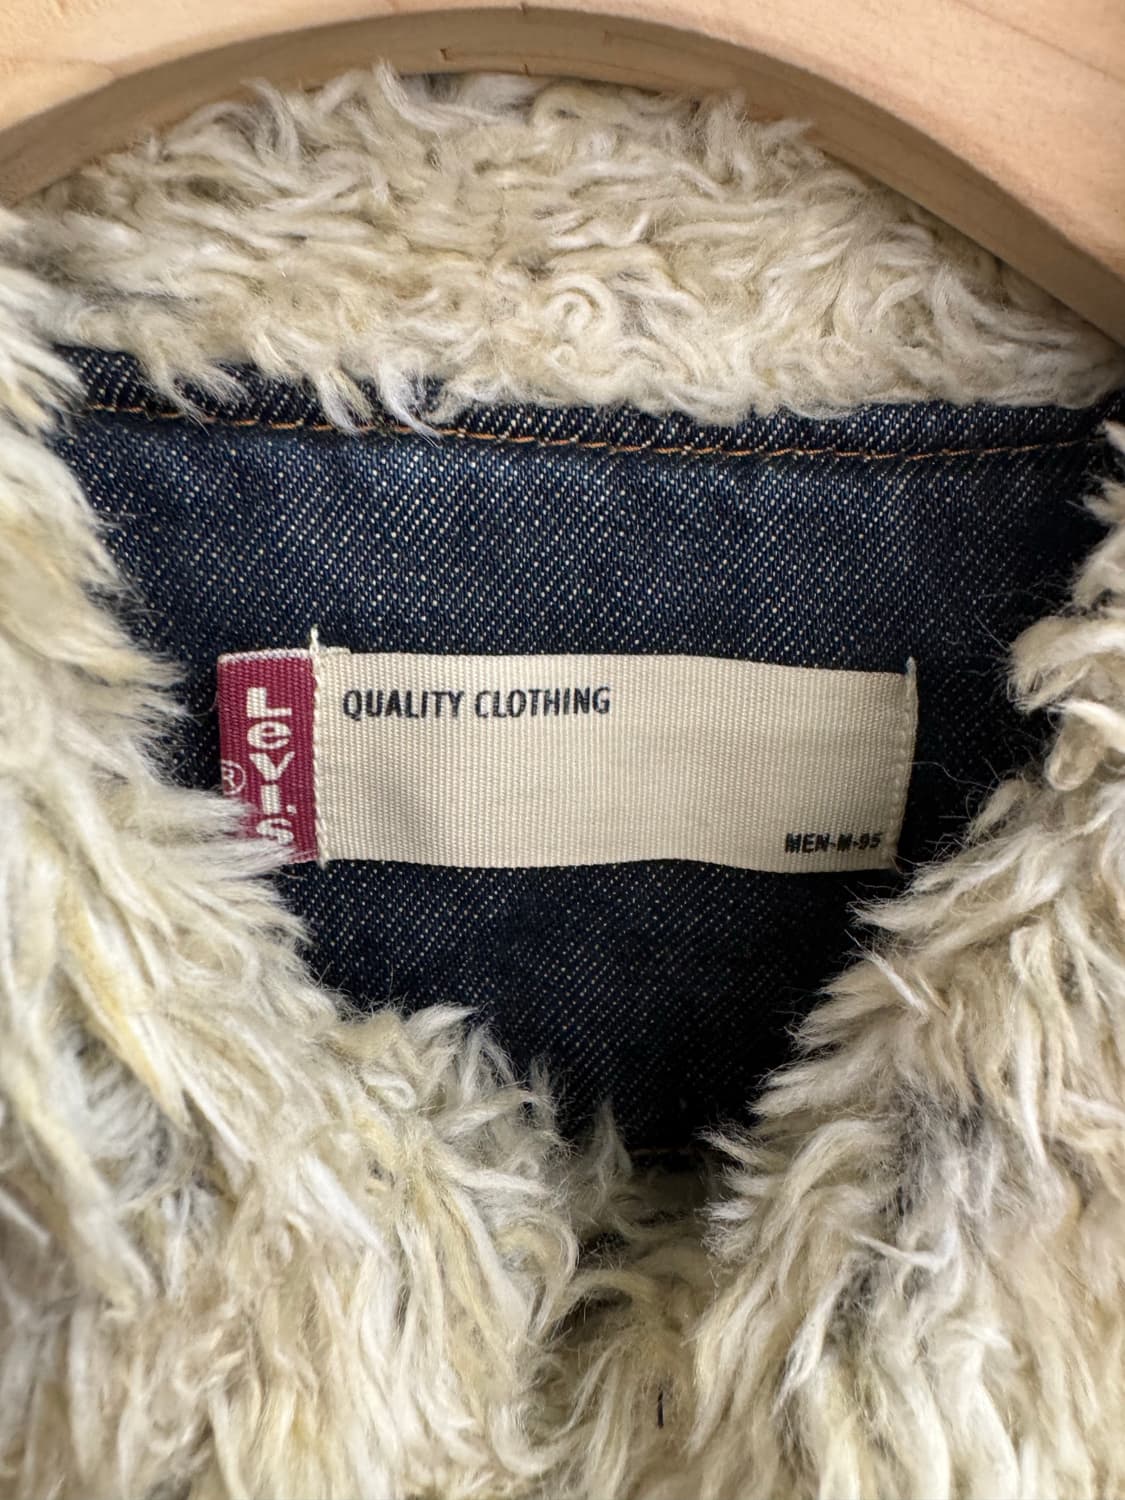 Levi's
®
QUALITY CLOTHING
MEN-M-95